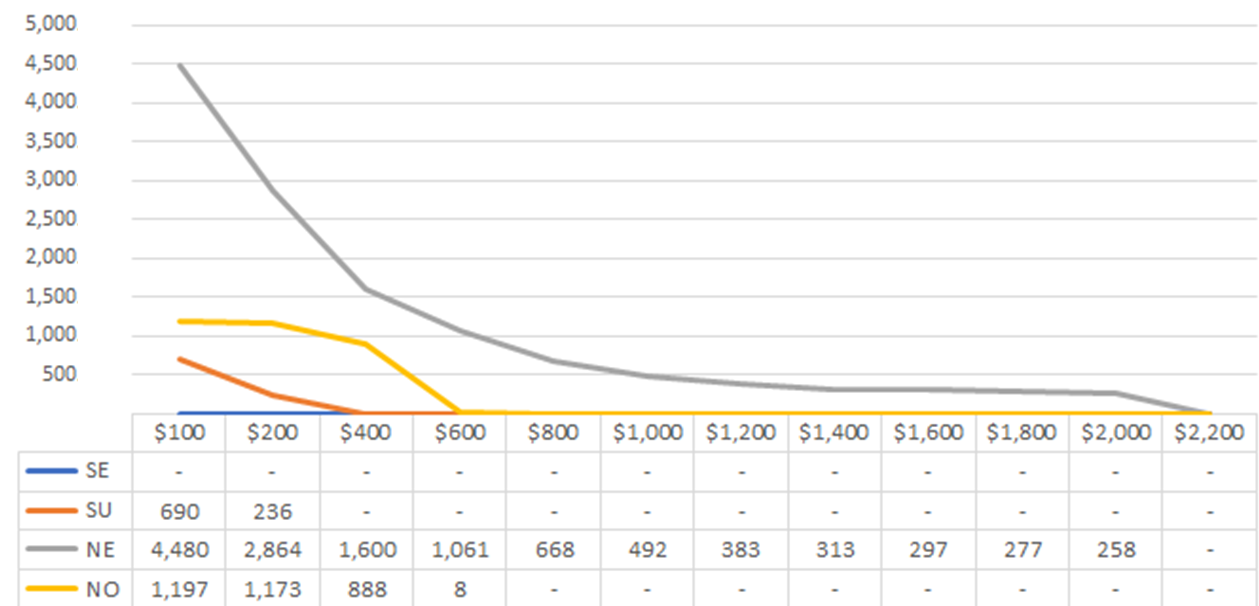 5,000
4,500
4,000
3,500
3,000
2,500
2,000
1,500
1,000
500
$100 $200 $400 $600 $800 $1,000 $1,200 $1,400 $1,600 $1,800 $2,000 $2,200
SE - - - - - - - - - - - -
SU 690 236 - - - - - - - - - -
NE 4,480 2,864 1,600 1,061 668 492 383 313 297 277 258 -
NO 1,197 1,173 888 8 - - - - - - - -